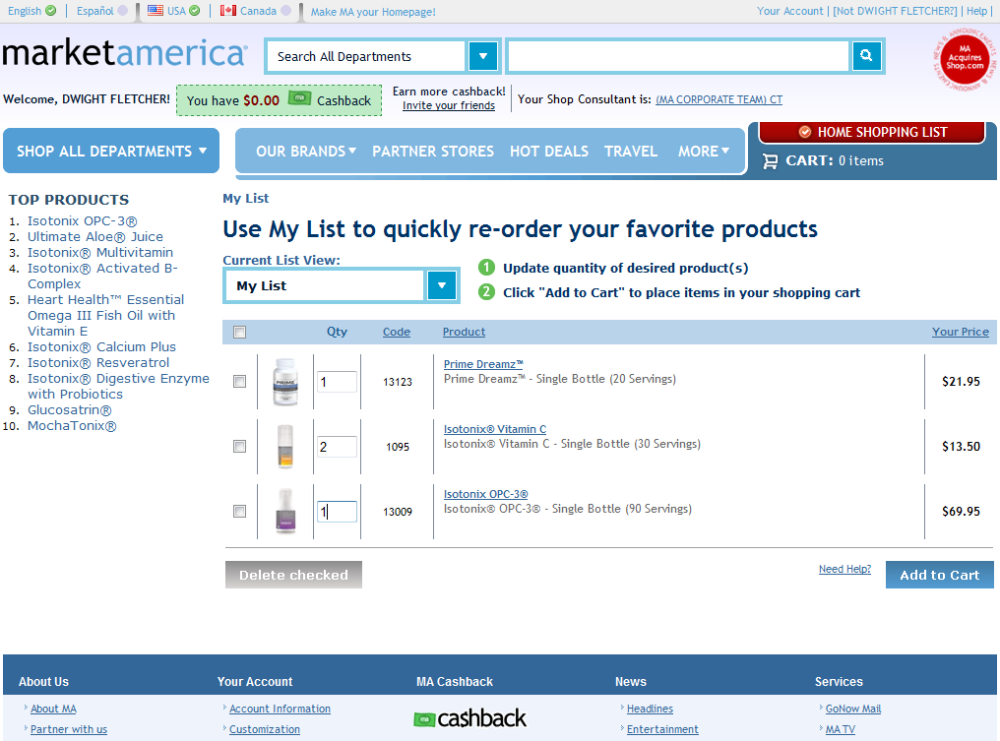 English
Español
USA
Canada
Make MA your Homepage!
Your Account | [Not DWIGHT FLETCHER?] | Help |
marketamerica®
Search All Departments
MA
Acquires
Shop.com
Welcome, DWIGHT FLETCHER!
You have $0.00 Cashback
Earn more cashback!
Invite your friends
Your Shop Consultant is: (MA CORPORATE TEAM) CT
SHOP ALL DEPARTMENTS
OUR BRANDS
PARTNER STORES
HOT DEALS
TRAVEL
MORE
HOME SHOPPING LIST
CART: 0 items
TOP PRODUCTS
1. Isotonix OPC-3®
2. Ultimate Aloe® Juice
3. Isotonix® Multivitamin
4. Isotonix® Activated B-
Complex
5. Heart Health™ Essential
Omega III Fish Oil with
Vitamin E
6. Isotonix® Calcium Plus
7. Isotonix® Resveratrol
8. Isotonix® Digestive Enzyme
with Probiotics
9. Glucosatrin®
10. MochaTonix®
My List
Use My List to quickly re-order your favorite products
Current List View:
My List
1 Update quantity of desired product(s)
2 Click "Add to Cart" to place items in your shopping cart
Qty Code Product Your Price
PRIME
1 13123 Prime Dreamz™ $21.95
Prime Dreamz™ - Single Bottle (20 Servings)
2 1095 Isotonix® Vitamin C $13.50
Isotonix® Vitamin C - Single Bottle (30 Servings)
1 13009 Isotonix OPC-3® $69.95
Isotonix® OPC-3® - Single Bottle (90 Servings)
Delete checked
Need Help?
Add to Cart
About Us
About MA
Partner with us
Your Account
Account Information
Customization
MA Cashback
cashback
News
Headlines
Entertainment
Services
GoNow Mail
MA TV